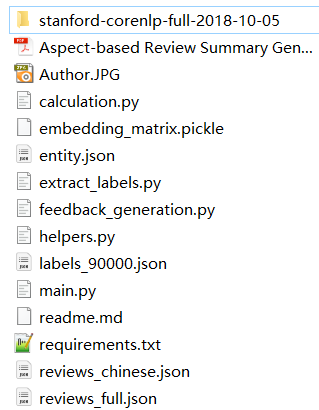 stanford-corenlp-full-2018-10-05
Aspect-based Review Summary Gen...
Author.JPG
calculation.py
embedding_matrix.pickle
entity.json
extract_labels.py
feedback_generation.py
helpers.py
labels_90000.json
main.py
readme.md
requirements.txt
reviews_chinese.json
reviews_full.json